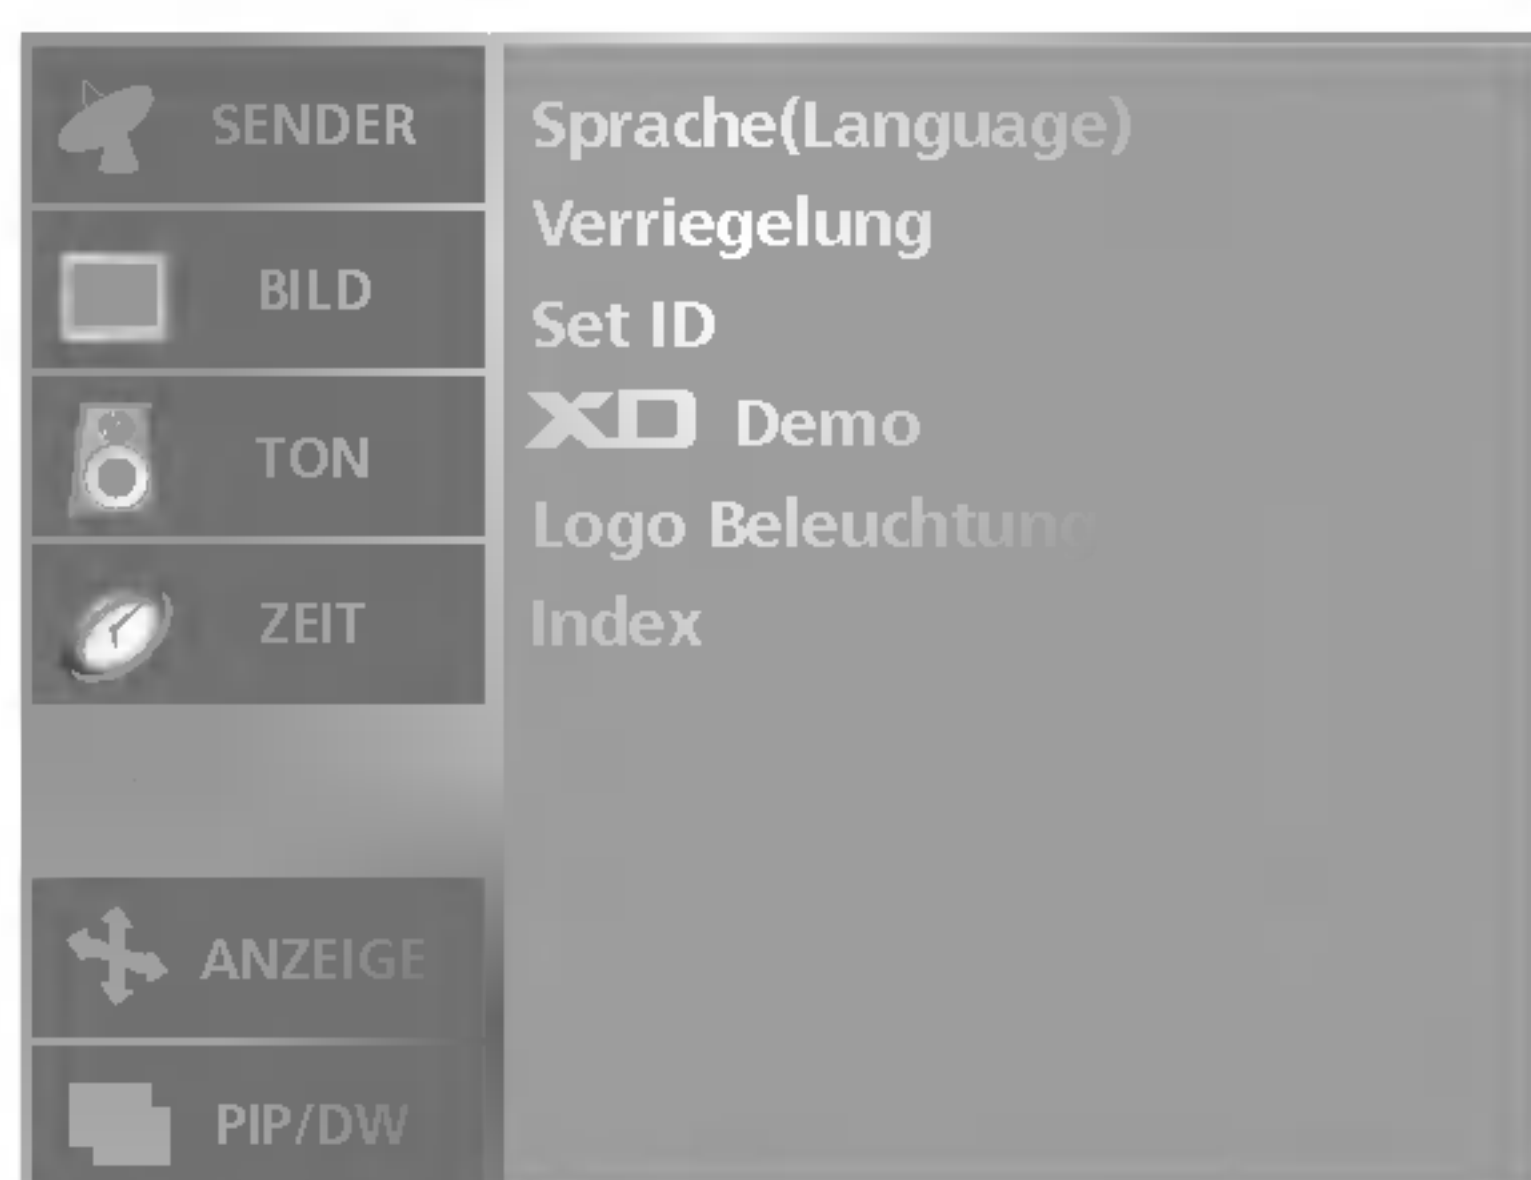 SENDER
BILD
TON
ZEIT
ANZEIGE
PIP/DW
Sprache(Language)
Verriegelung
Set ID
XD Demo
Logo Beleuchtung
Index